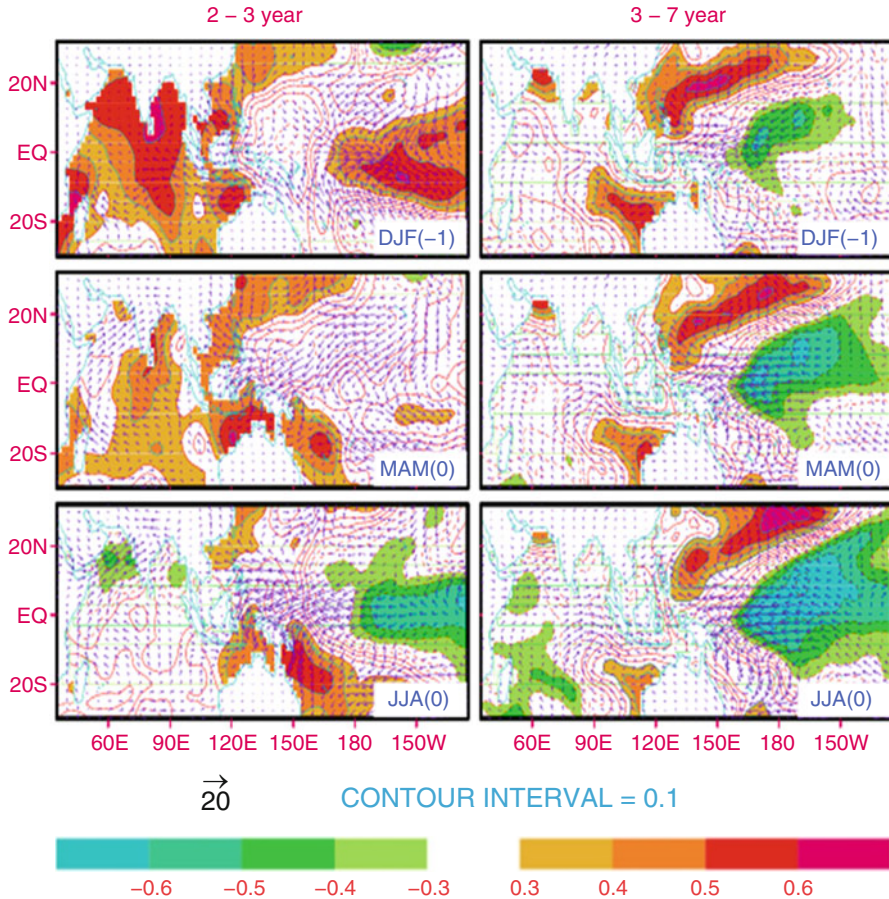 2 – 3 year 3 – 7 year
20N
EQ
20S
DJF(−1) DJF(−1)
20N
EQ
20S
MAM(0) MAM(0)
20N
EQ
20S
JJA(0) JJA(0)
60E 90E 120E 150E 180 150W 60E 90E 120E 150E 180 150W
20 CONTOUR INTERVAL = 0.1
−0.6 −0.5 −0.4 −0.3 0.3 0.4 0.5 0.6